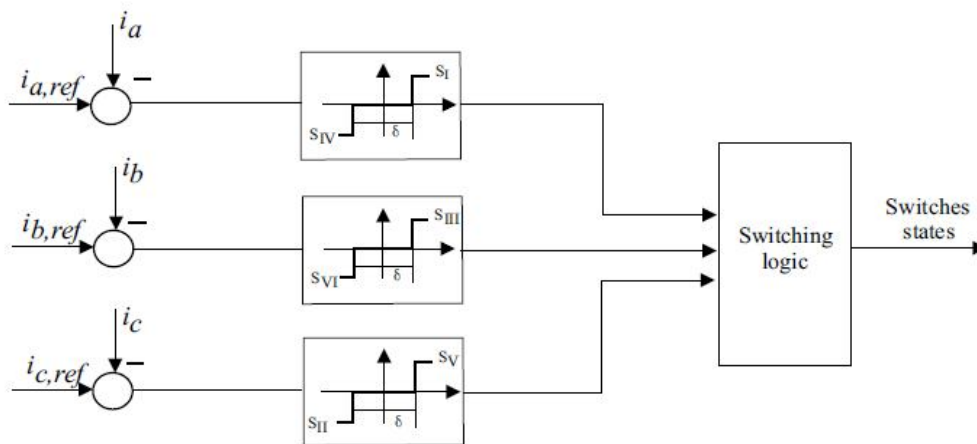 i_a
i_a,ref
−
S_I
δ
S_IV
i_b
i_b,ref
−
S_III
δ
S_VI
i_c
i_c,ref
−
S_V
δ
S_II
Switching
logic
Switches
states